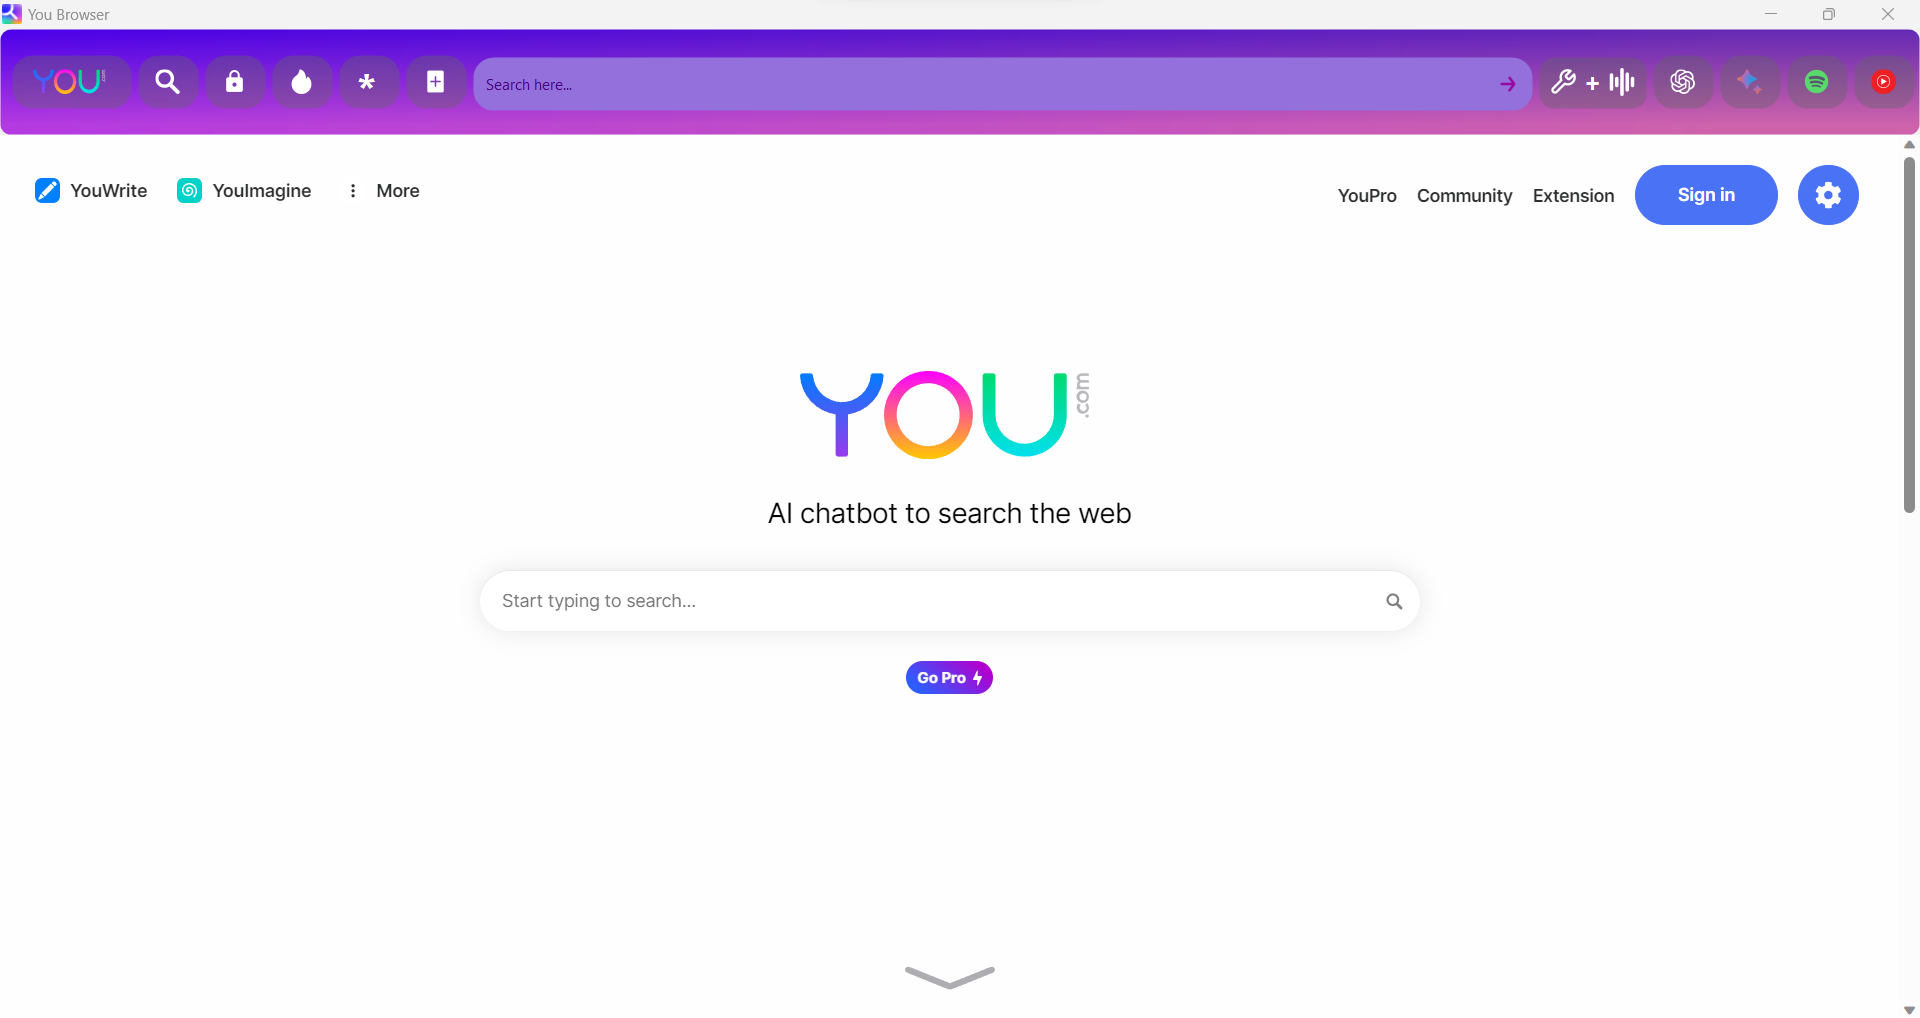 You Browser
YOU.com
Search here...
YouWrite
YouImagine
More
YouPro
Community
Extension
Sign in
YOU.com
AI chatbot to search the web
Start typing to search...
Go Pro